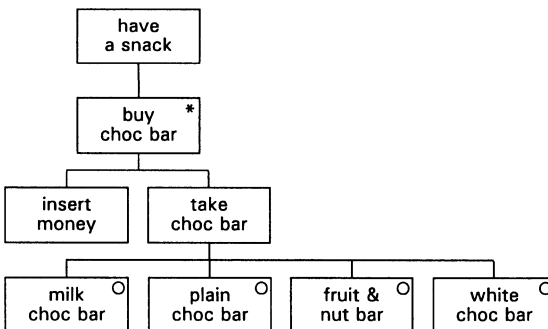 have
a snack
buy *
choc bar
insert
money
take
choc bar
milk
choc bar
plain
choc bar
fruit &
nut bar
white
choc bar